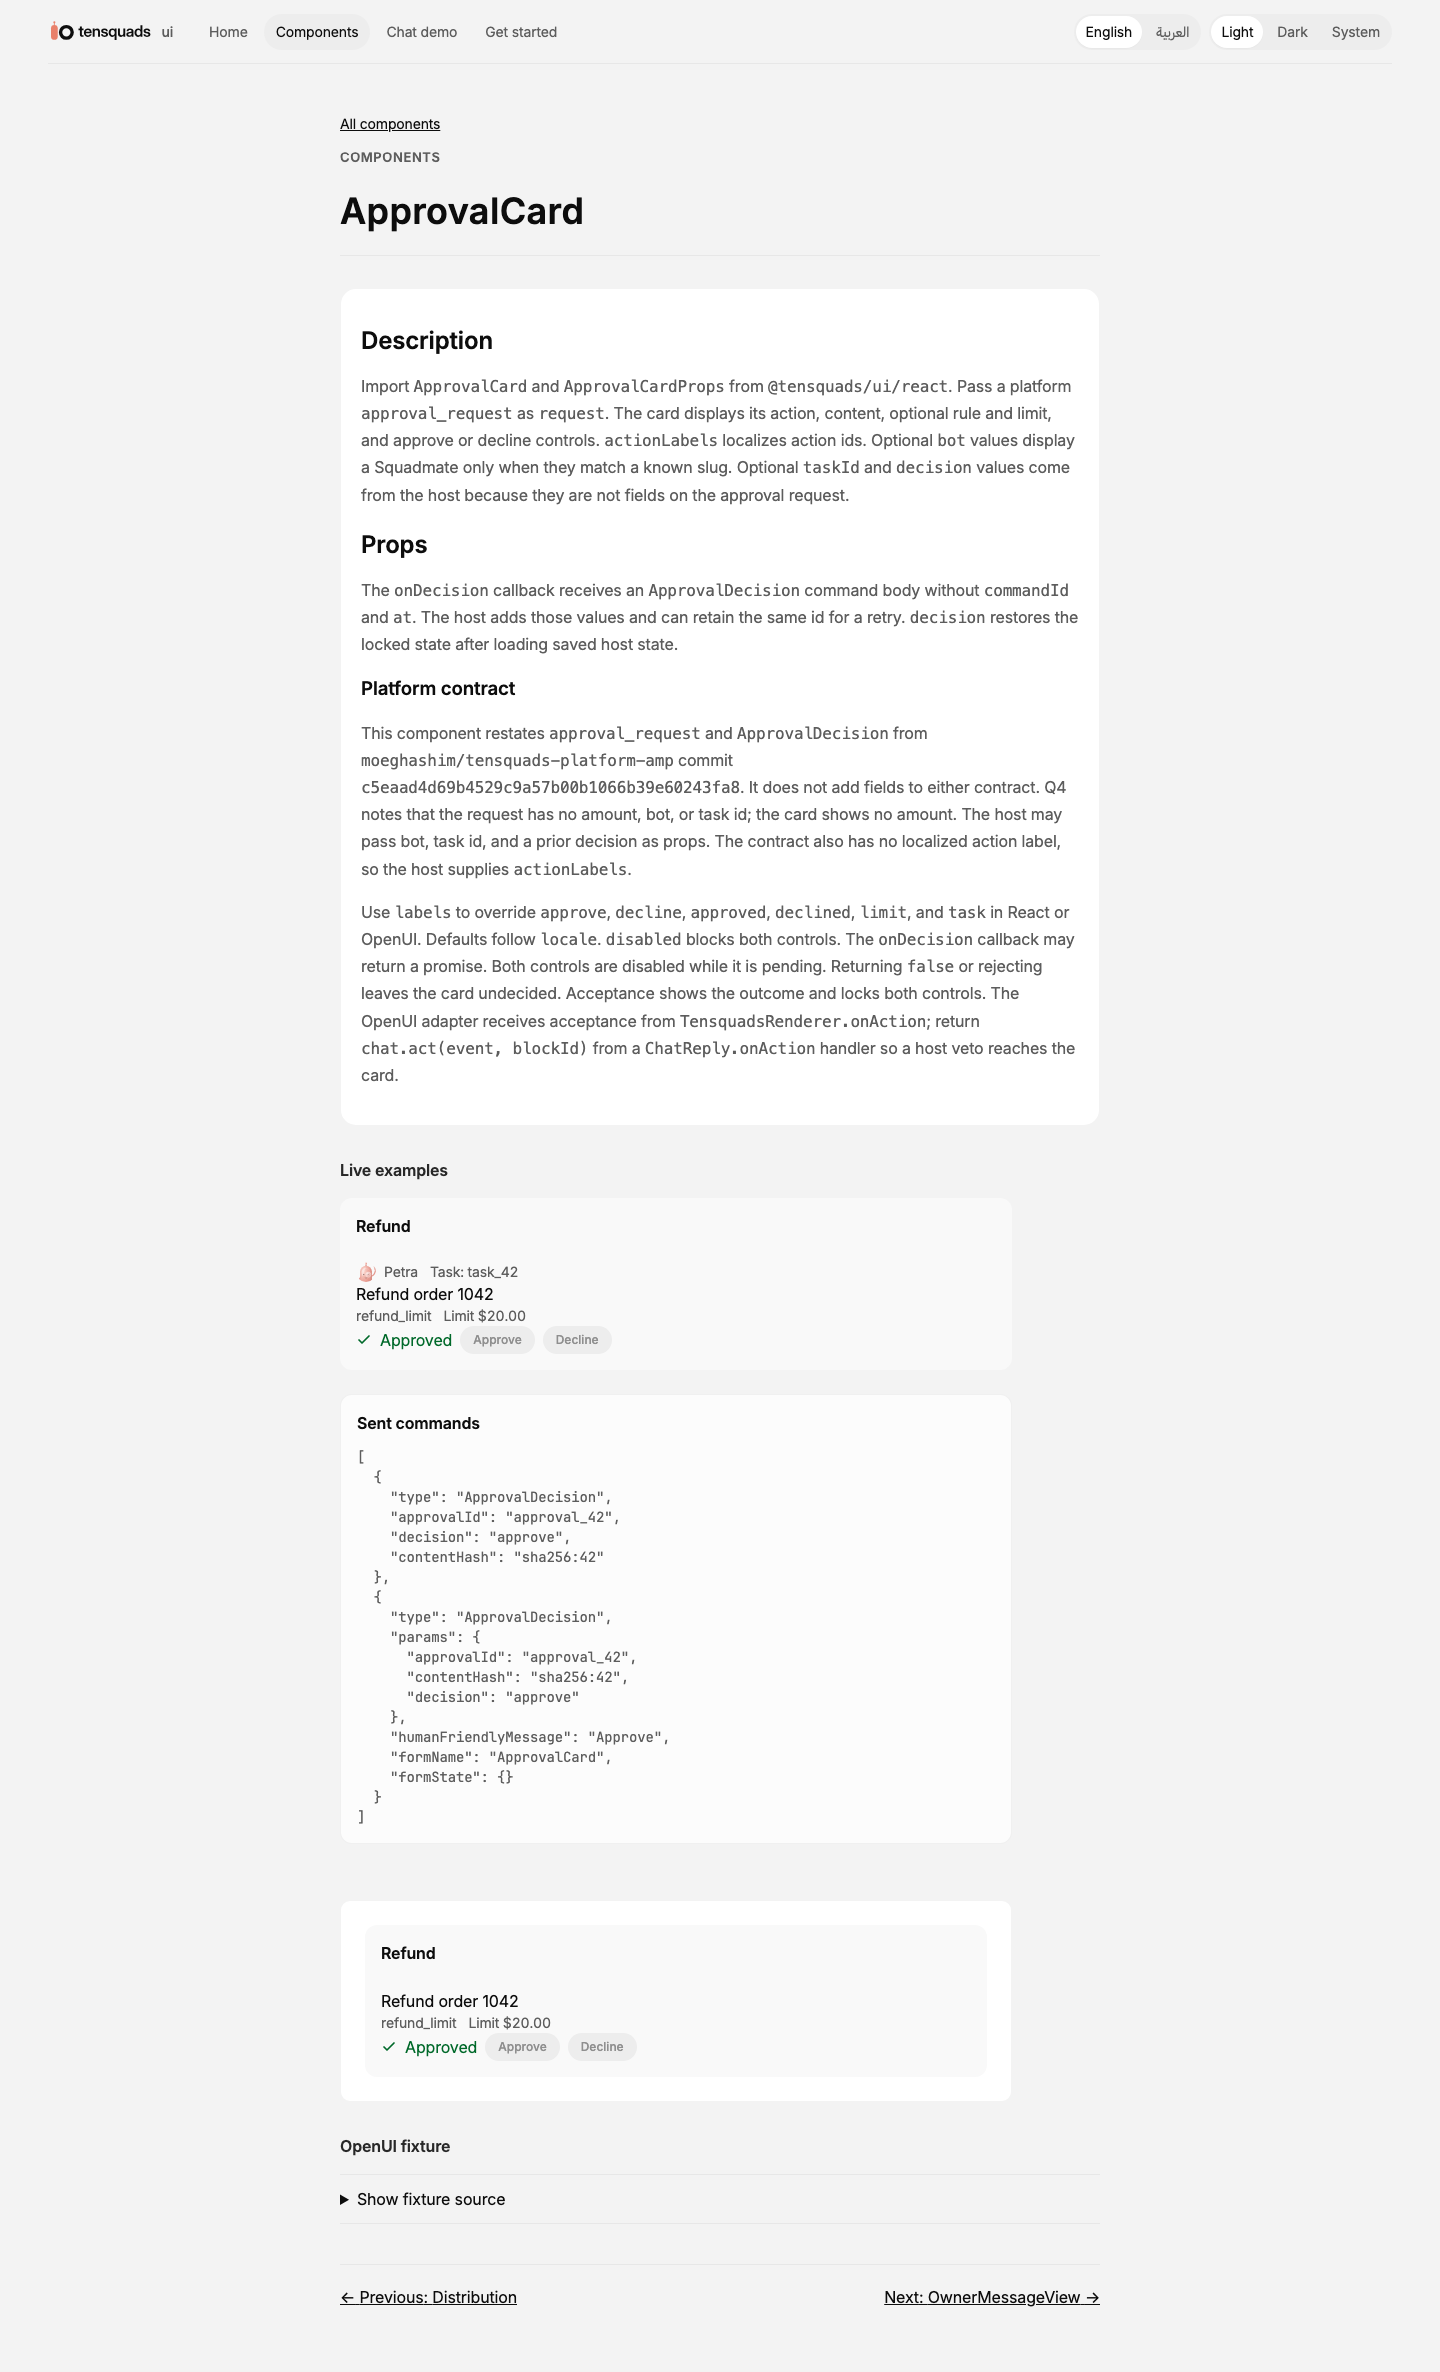 tensquads ui Home Components Chat demo Get started English العربية Light Dark System
All components
COMPONENTS
ApprovalCard
Description
Import ApprovalCard and ApprovalCardProps from @tensquads/ui/react. Pass a platform
approval_request as request. The card displays its action, content, optional rule and limit,
and approve or decline controls. actionLabels localizes action ids. Optional bot values display
a Squadmate only when they match a known slug. Optional taskId and decision values come
from the host because they are not fields on the approval request.
Props
The onDecision callback receives an ApprovalDecision command body without commandId
and at. The host adds those values and can retain the same id for a retry. decision restores the
locked state after loading saved host state.
Platform contract
This component restates approval_request and ApprovalDecision from
moeghashim/tensquads-platform-amp commit
c5eaad4d69b4529c9a57b00b1066b39e60243fa8. It does not add fields to either contract. Q4
notes that the request has no amount, bot, or task id; the card shows no amount. The host may
pass bot, task id, and a prior decision as props. The contract also has no localized action label,
so the host supplies actionLabels.
Use labels to override approve, decline, approved, declined, limit, and task in React or
OpenUI. Defaults follow locale. disabled blocks both controls. The onDecision callback may
return a promise. Both controls are disabled while it is pending. Returning false or rejecting
leaves the card undecided. Acceptance shows the outcome and locks both controls. The
OpenUI adapter receives acceptance from TensquadsRenderer.onAction; return
chat.act(event, blockId) from a ChatReply.onAction handler so a host veto reaches the
card.
Live examples
Refund
Petra Task: task_42
Refund order 1042
refund_limit Limit $20.00
Approved Approve Decline
Sent commands
[
{
"type": "ApprovalDecision",
"approvalId": "approval_42",
"decision": "approve",
"contentHash": "sha256:42"
},
{
"type": "ApprovalDecision",
"params": {
"approvalId": "approval_42",
"contentHash": "sha256:42",
"decision": "approve"
},
"humanFriendlyMessage": "Approve",
"formName": "ApprovalCard",
"formState": {}
}
]
Refund
Refund order 1042
refund_limit Limit $20.00
Approved Approve Decline
OpenUI fixture
▶ Show fixture source
← Previous: Distribution Next: OwnerMessageView →